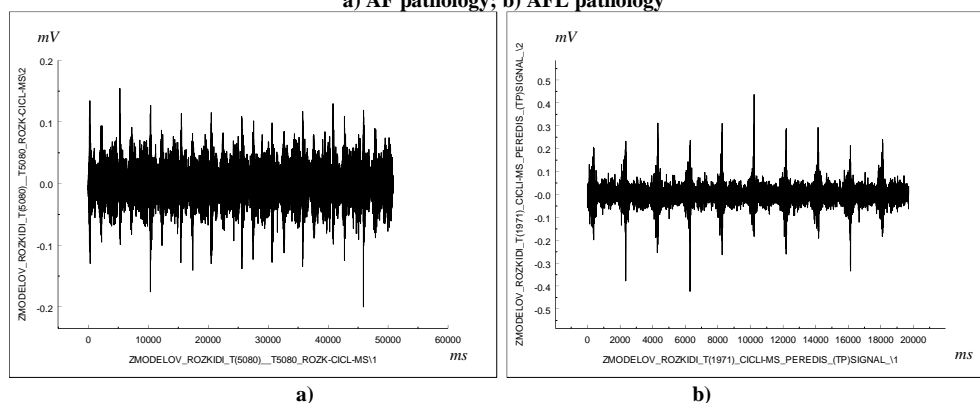 a) AF pathology; b) AFL pathology
mV
ZMODELOV_ROZKIDI_T(5080)__T5080_ROZK-CICL-MS\2
0.2
0.1
0.0
-0.1
-0.2
0 10000 20000 30000 40000 50000 60000
ZMODELOV_ROZKIDI_T(5080)__T5080_ROZK-CICL-MS\1
ms
a)
mV
ZMODELOV_ROZKIDI_T(1971)_CICLI-MS_PEREDIS_(TP)SIGNAL_\2
0.5
0.4
0.3
0.2
0.1
-0.0
-0.1
-0.2
-0.3
-0.4
-0.5
0 2000 4000 6000 8000 10000 12000 14000 16000 18000 20000
ZMODELOV_ROZKIDI_T(1971)_CICLI-MS_PEREDIS_(TP)SIGNAL_\1
ms
b)